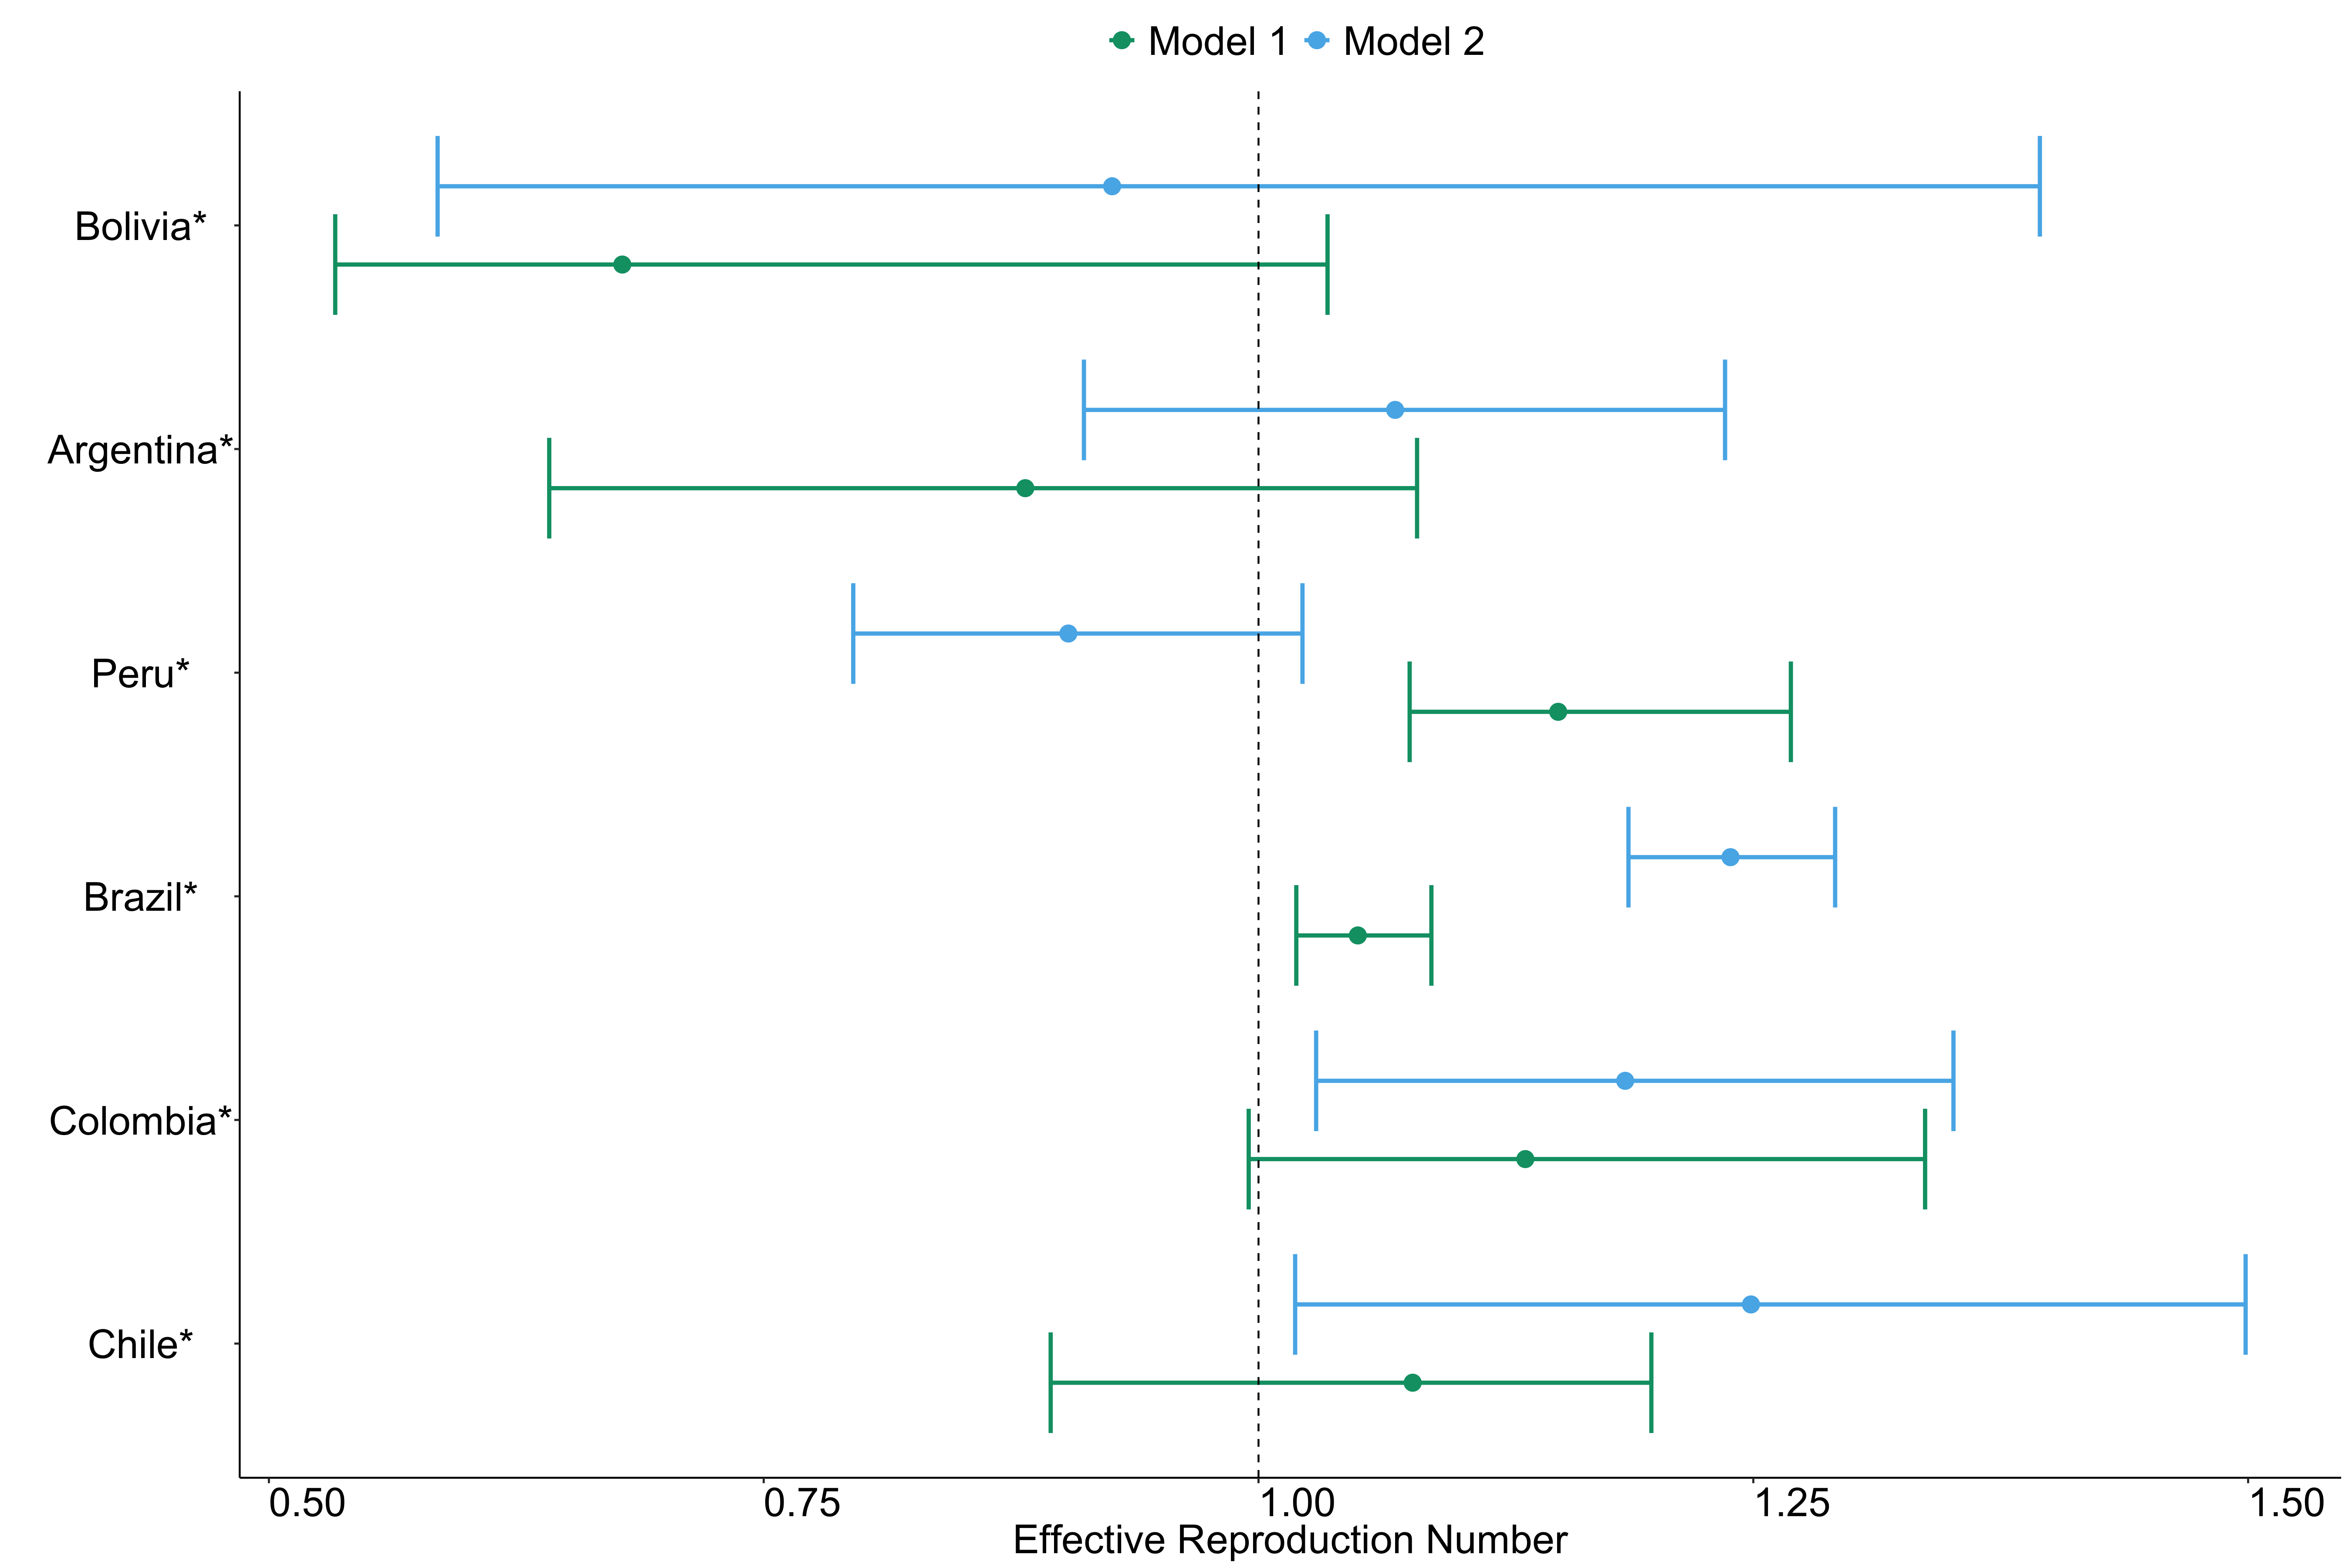 Model 1 Model 2
Bolivia*
Argentina*
Peru*
Brazil*
Colombia*
Chile*
0.50 0.75 1.00 1.25 1.50
Effective Reproduction Number